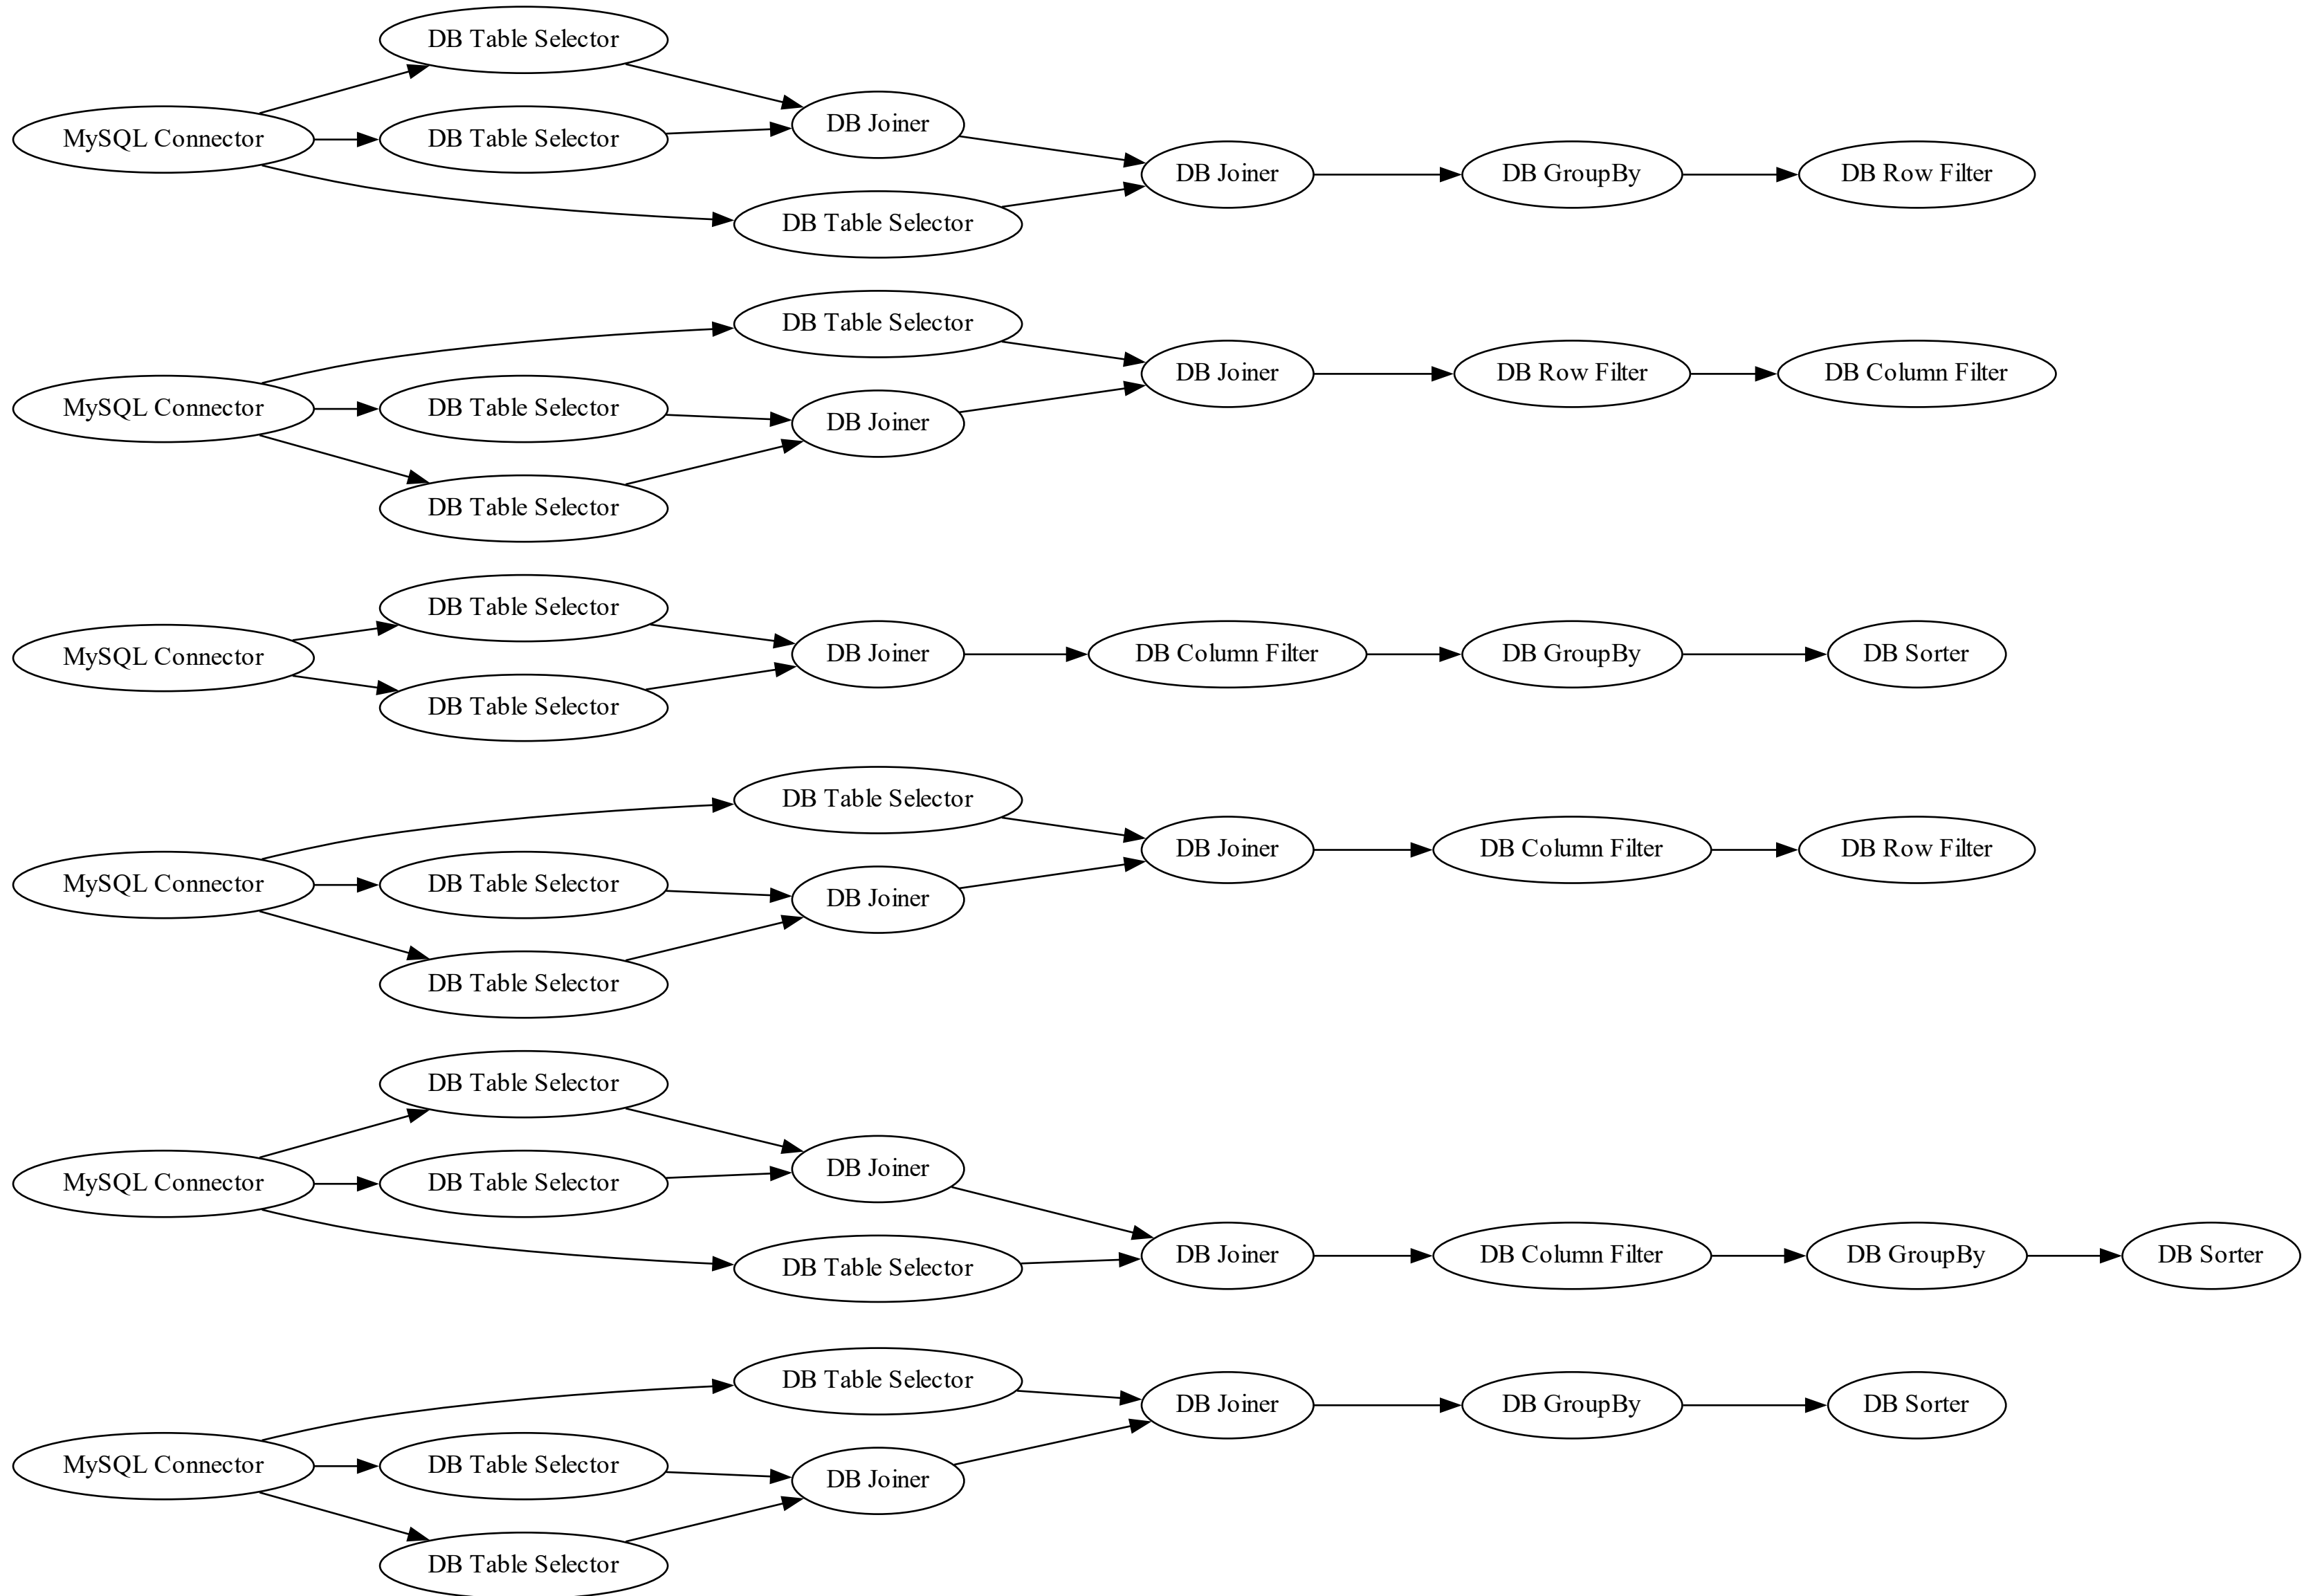 DB Table Selector
MySQL Connector
DB Table Selector
DB Joiner
DB Table Selector
DB Joiner
DB GroupBy
DB Row Filter
DB Table Selector
MySQL Connector
DB Table Selector
DB Joiner
DB Table Selector
DB Joiner
DB Row Filter
DB Column Filter
DB Table Selector
MySQL Connector
DB Table Selector
DB Joiner
DB Column Filter
DB GroupBy
DB Sorter
DB Table Selector
MySQL Connector
DB Table Selector
DB Joiner
DB Table Selector
DB Joiner
DB Column Filter
DB Row Filter
DB Table Selector
MySQL Connector
DB Table Selector
DB Joiner
DB Table Selector
DB Joiner
DB Column Filter
DB GroupBy
DB Sorter
DB Table Selector
MySQL Connector
DB Table Selector
DB Joiner
DB Table Selector
DB Joiner
DB GroupBy
DB Sorter